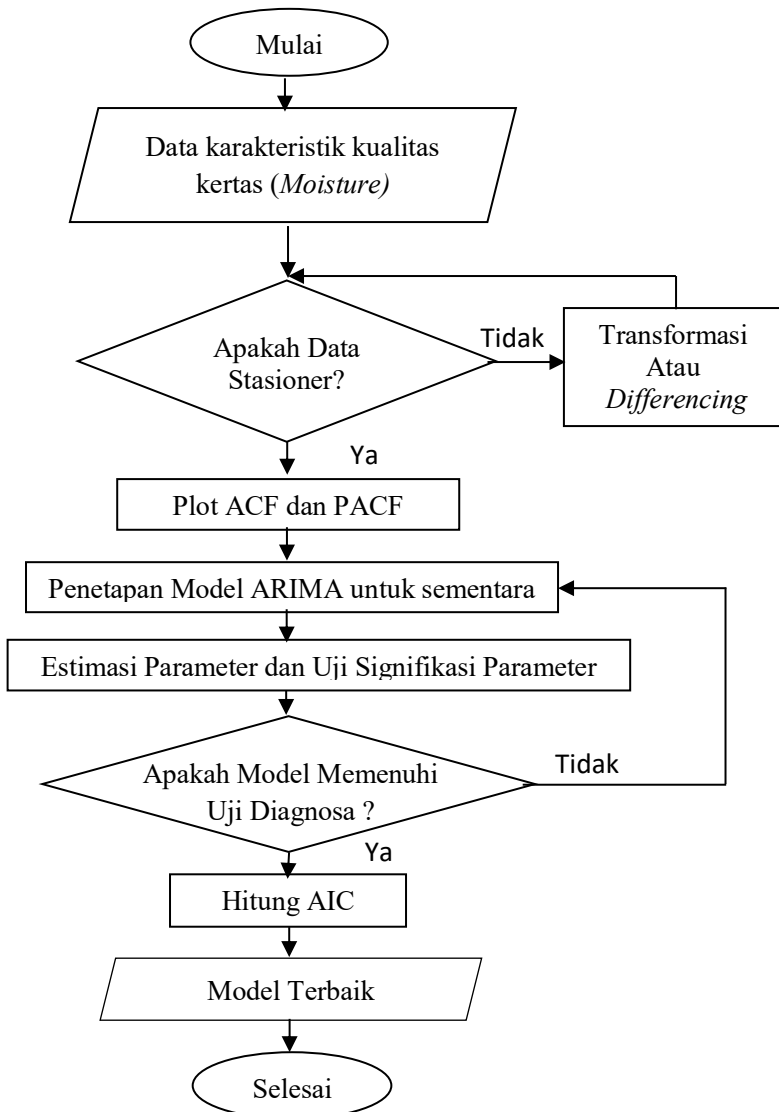 Mulai
Data karakteristik kualitas
kertas (Moisture)
Apakah Data
Stasioner?
Tidak
Transformasi
Atau
Differencing
Ya
Plot ACF dan PACF
Penetapan Model ARIMA untuk sementara
Estimasi Parameter dan Uji Signifikasi Parameter
Apakah Model Memenuhi
Uji Diagnosa ?
Tidak
Ya
Hitung AIC
Model Terbaik
Selesai